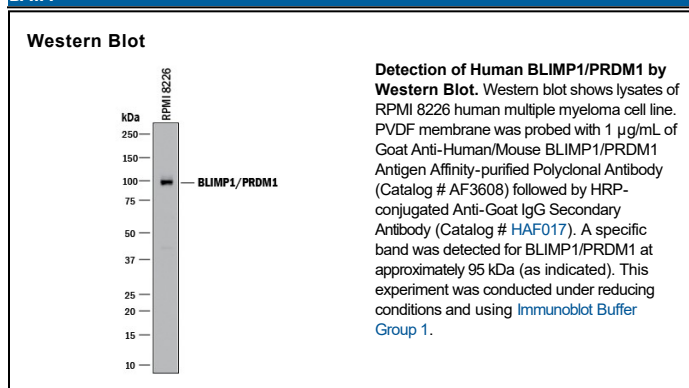 Western Blot
RPMI 8226
kDa
250
150
100
75
50
37
25
20
15
10
BLIMP1/PRDM1
Detection of Human BLIMP1/PRDM1 by
Western Blot. Western blot shows lysates of
RPMI 8226 human multiple myeloma cell line.
PVDF membrane was probed with 1 µg/mL of
Goat Anti-Human/Mouse BLIMP1/PRDM1
Antigen Affinity-purified Polyclonal Antibody
(Catalog # AF3608) followed by HRP-
conjugated Anti-Goat IgG Secondary
Antibody (Catalog # HAF017). A specific
band was detected for BLIMP1/PRDM1 at
approximately 95 kDa (as indicated). This
experiment was conducted under reducing
conditions and using Immunoblot Buffer
Group 1.